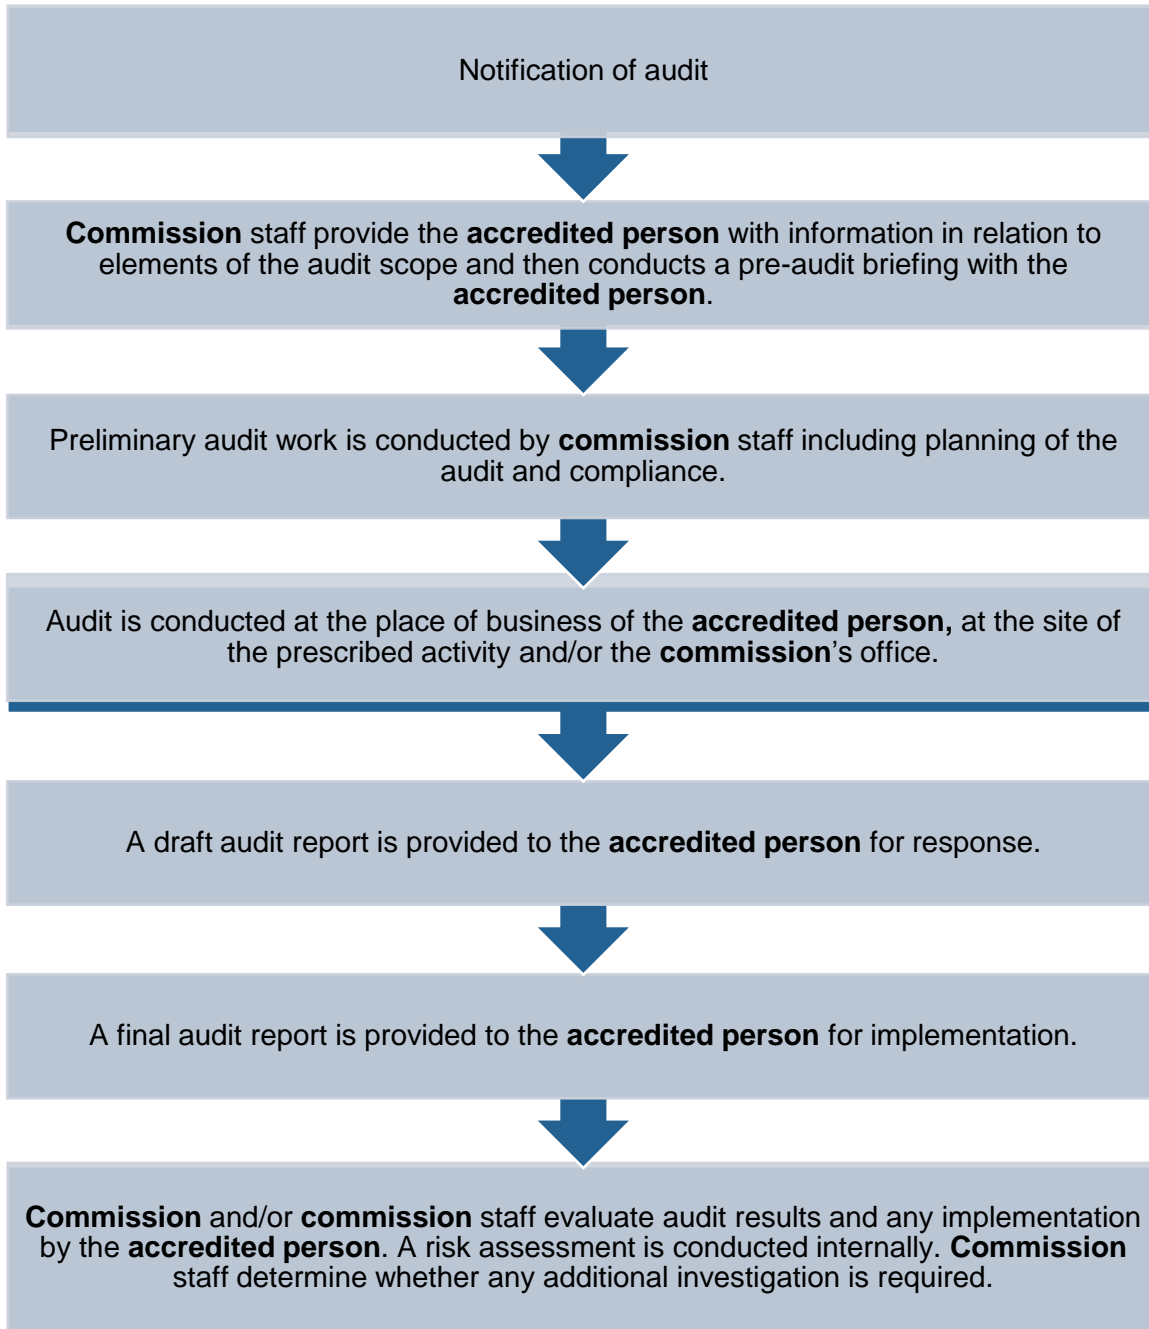 Notification of audit
Commission staff provide the accredited person with information in relation to
elements of the audit scope and then conducts a pre-audit briefing with the
accredited person.
Preliminary audit work is conducted by commission staff including planning of the
audit and compliance.
Audit is conducted at the place of business of the accredited person, at the site of
the prescribed activity and/or the commission’s office.
A draft audit report is provided to the accredited person for response.
A final audit report is provided to the accredited person for implementation.
Commission and/or commission staff evaluate audit results and any implementation
by the accredited person. A risk assessment is conducted internally. Commission
staff determine whether any additional investigation is required.